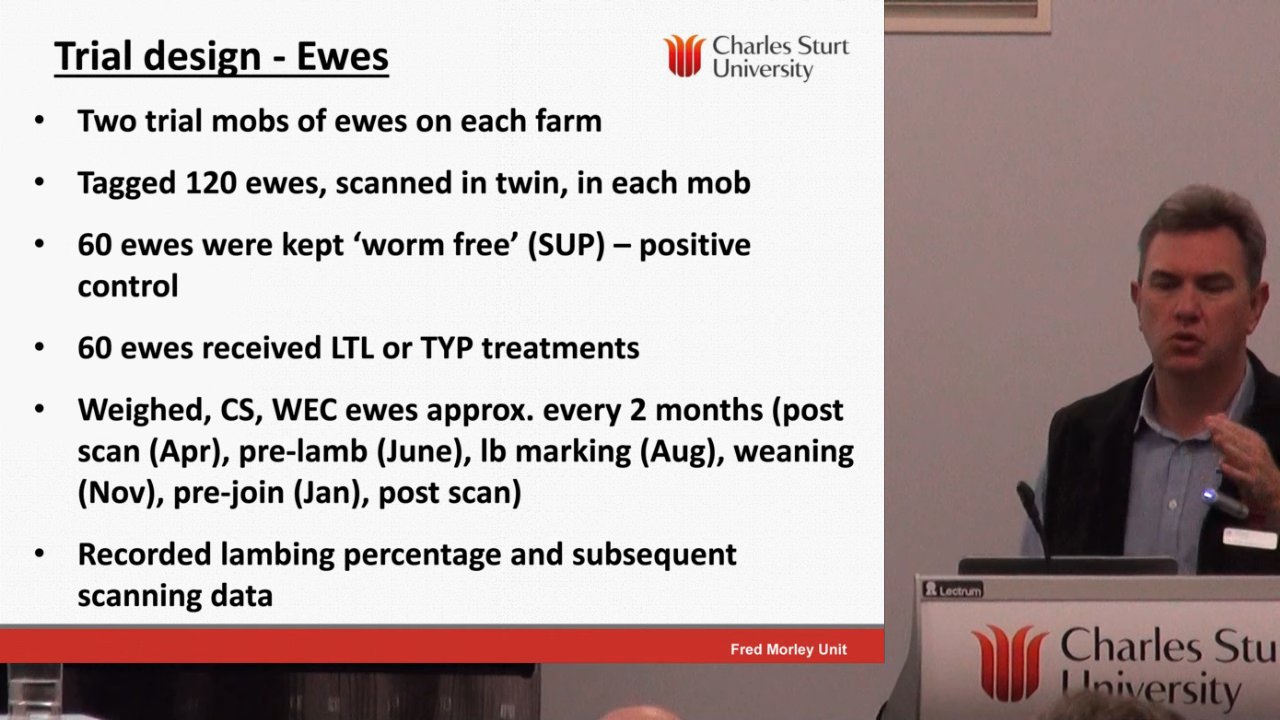 Trial design - Ewes
Charles Sturt
University
• Two trial mobs of ewes on each farm
• Tagged 120 ewes, scanned in twin, in each mob
• 60 ewes were kept ‘worm free’ (SUP) – positive
control
• 60 ewes received LTL or TYP treatments
• Weighed, CS, WEC ewes approx. every 2 months (post
scan (Apr), pre-lamb (June), lb marking (Aug), weaning
(Nov), pre-join (Jan), post scan)
• Recorded lambing percentage and subsequent
scanning data
Fred Morley Unit
Lectrum
Charles Stu
University